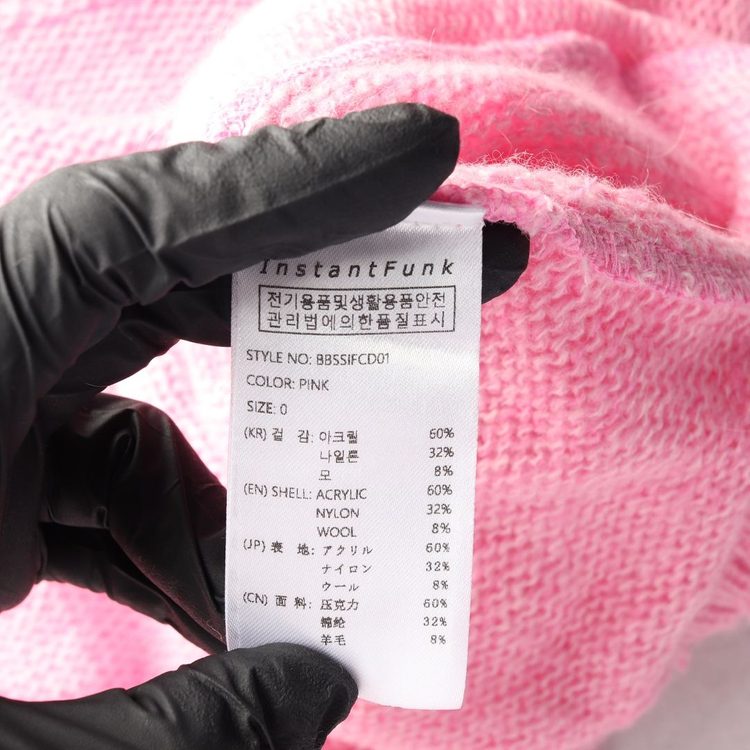 InstantFunk
전기용품및생활용품안전
관리법에의한품질표시
STYLE NO: BBSSIFCD01
COLOR: PINK
SIZE: 0
(KR) 겉 감: 아크릴 60%
나일론 32%
모 8%
(EN) SHELL: ACRYLIC 60%
NYLON 32%
WOOL 8%
(JP) 表 地: アクリル 60%
ナイロン 32%
ウール 8%
(CN) 面 料: 压克力 60%
锦纶 32%
羊毛 8%